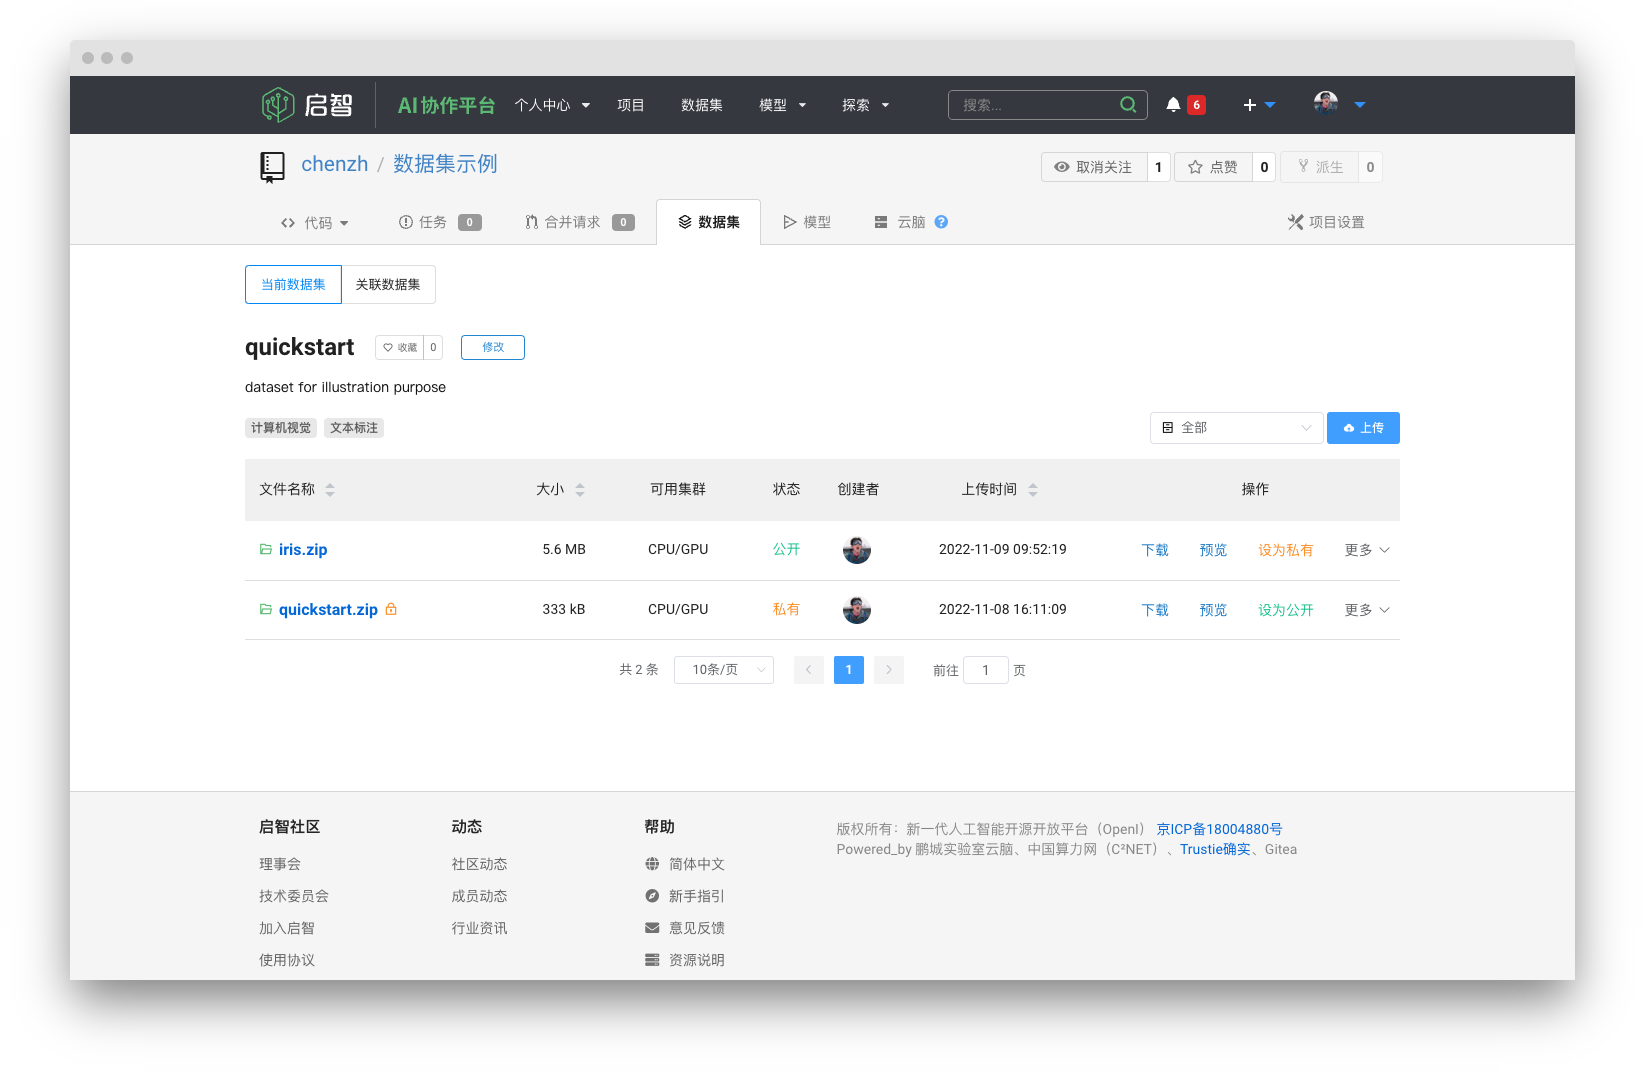 启智 AI协作平台 个人中心 项目 数据集 模型 探索 搜索... 6
chenzh / 数据集示例 取消关注 1 点赞 0 派生 0
代码 任务 0 合并请求 0 数据集 模型 云脑 ? 项目设置
当前数据集 关联数据集
quickstart 收藏 0 修改
dataset for illustration purpose
计算机视觉 文本标注 全部 上传
文件名称 大小 可用集群 状态 创建者 上传时间 操作
iris.zip 5.6 MB CPU/GPU 公开 2022-11-09 09:52:19 下载 预览 设为私有 更多
quickstart.zip 333 kB CPU/GPU 私有 2022-11-08 16:11:09 下载 预览 设为公开 更多
共 2 条 10条/页 1 前往 1 页
启智社区 动态 帮助 版权所有：新一代人工智能开源开放平台（OpenI） 京ICP备18004880号
Powered_by 鹏城实验室云脑、中国算力网（C²NET）、Trustie确实、Gitea
理事会 社区动态 简体中文
技术委员会 成员动态 新手指引
加入启智 行业资讯 意见反馈
使用协议 资源说明